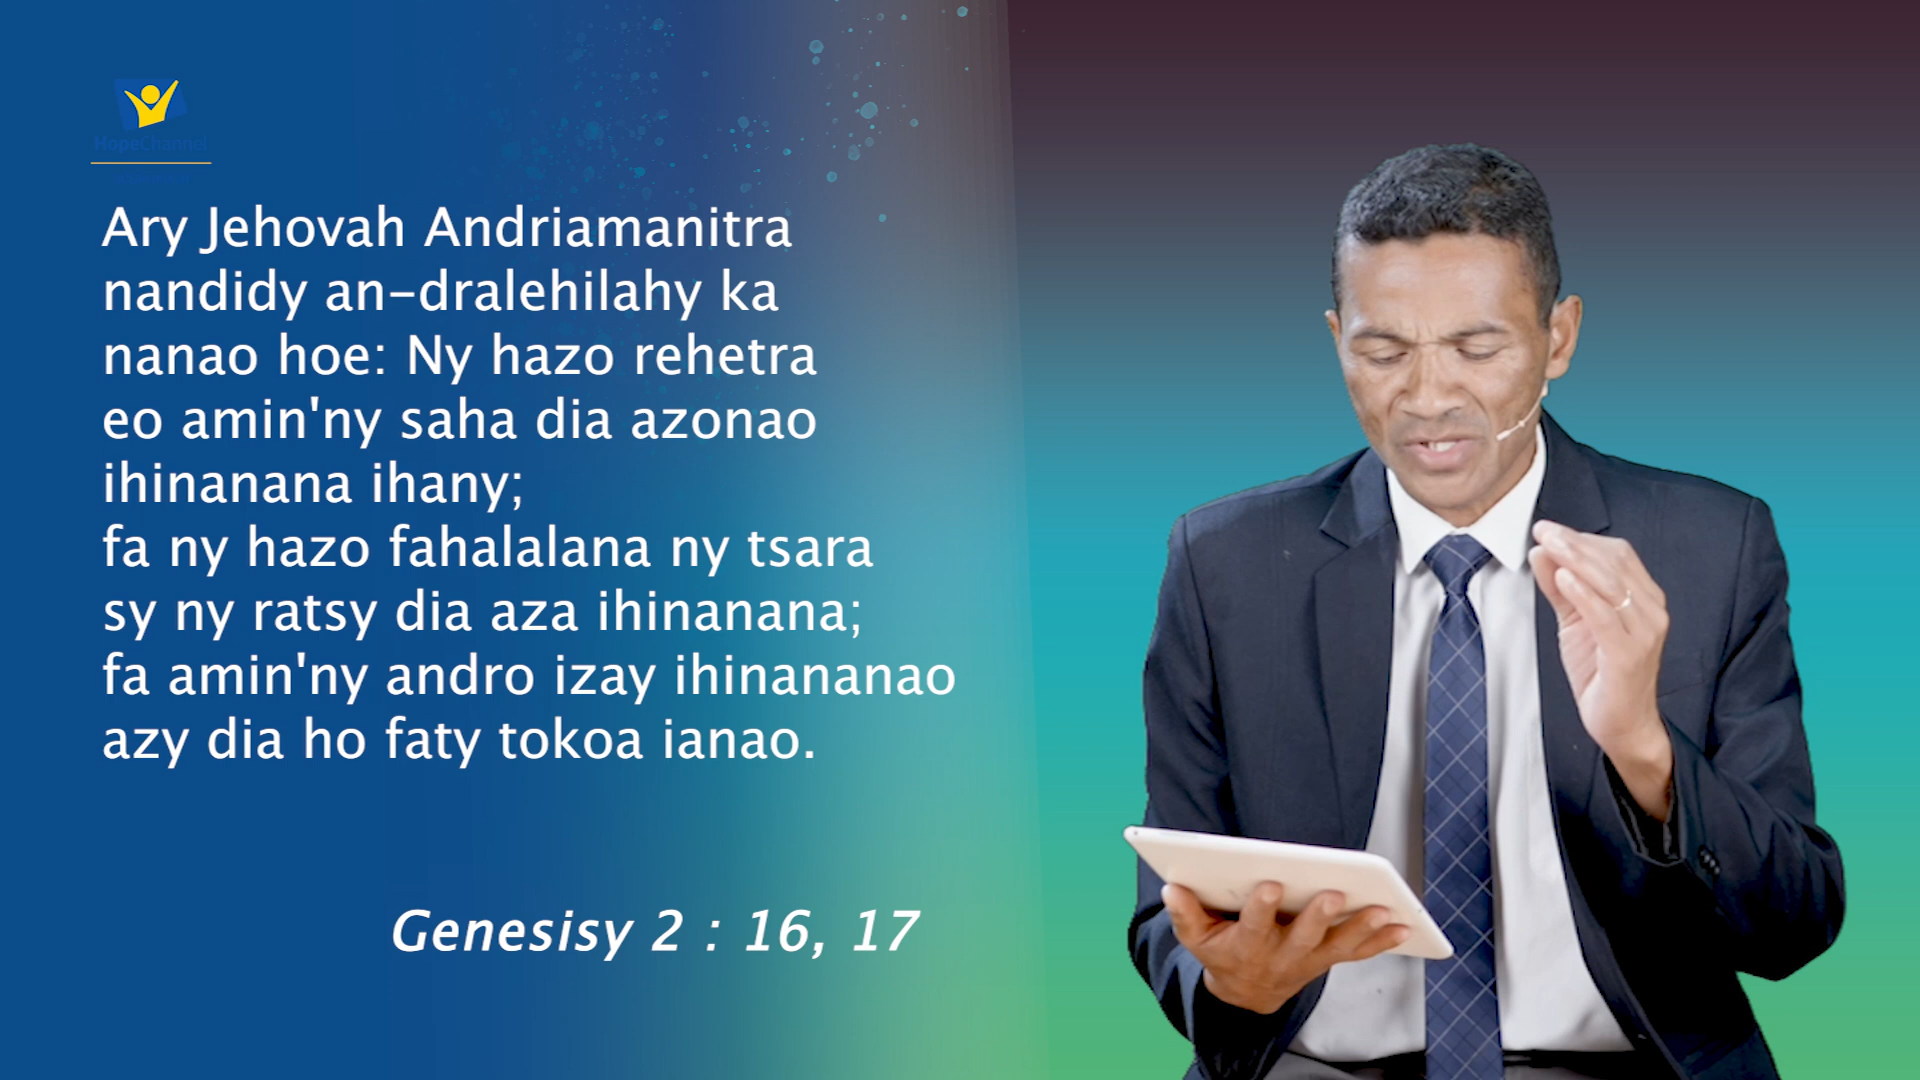 HopeChannel
Ary Jehovah Andriamanitra
nandidy an-dralehilahy ka
nanao hoe: Ny hazo rehetra
eo amin'ny saha dia azonao
ihinanana ihany;
fa ny hazo fahalalana ny tsara
sy ny ratsy dia aza ihinanana;
fa amin'ny andro izay ihinananao
azy dia ho faty tokoa ianao.
Genesisy 2 : 16, 17